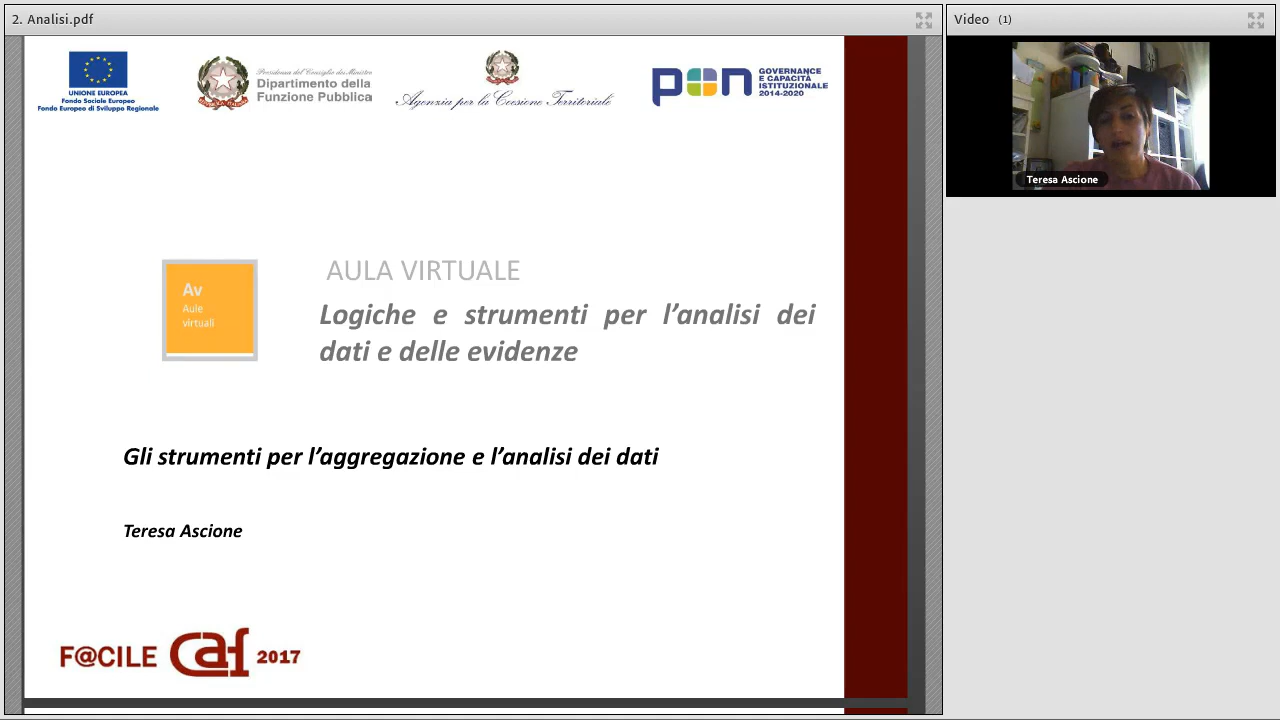 2. Analisi.pdf
Video (1)
UNIONE EUROPEA
Fondo Sociale Europeo
Fondo Europeo di Sviluppo Regionale
Presidenza del Consiglio dei Ministri
Dipartimento della
Funzione Pubblica
Agenzia per la Coesione Territoriale
pon
GOVERNANCE
E CAPACITÀ
ISTITUZIONALE
2014-2020
Teresa Ascione
Av
Aule
virtuali
AULA VIRTUALE
Logiche e strumenti per l'analisi dei
dati e delle evidenze
Gli strumenti per l'aggregazione e l'analisi dei dati
Teresa Ascione
F@CILE caf 2017